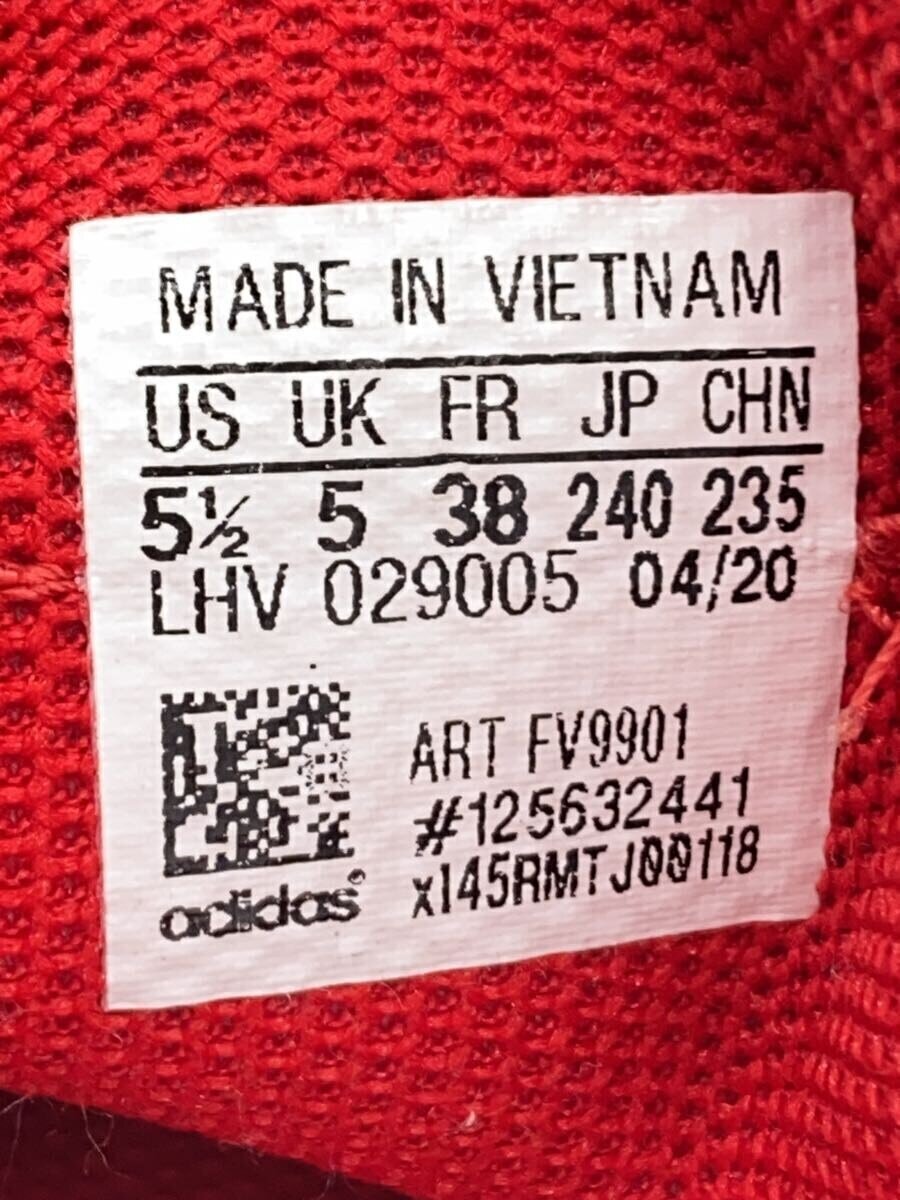 MADE IN VIETNAM
US UK FR JP CHN
5½ 5 38 240 235
LHV 029005 04/20
ART FV9901
#125632441
x145RMTJ00118
adidas®